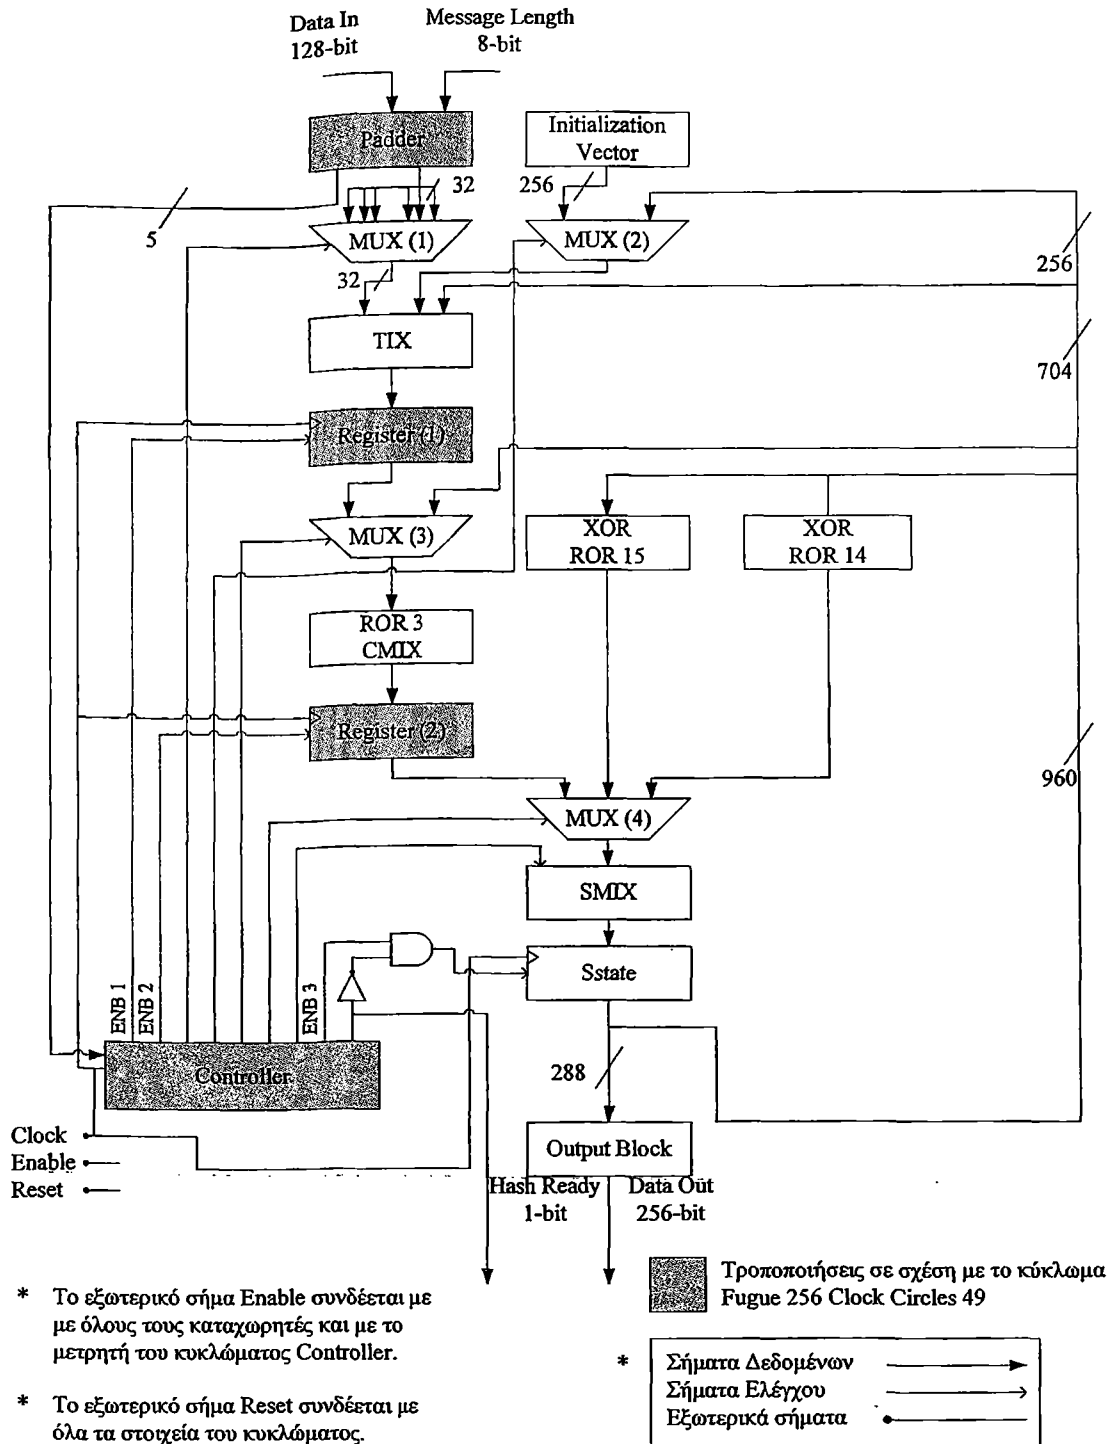 Data In
128-bit
Message Length
8-bit
Padder
Initialization
Vector
32
256
5
MUX (1)
MUX (2)
256
32
TIX
704
Register (1)
MUX (3)
XOR
ROR 15
XOR
ROR 14
ROR 3
CMIX
Register (2)
960
MUX (4)
SMIX
Sstate
ENB 1
ENB 2
ENB 3
Controller
288
Clock
Enable
Reset
Output Block
Hash Ready
1-bit
Data Out
256-bit
Τροποποιήσεις σε σχέση με το κύκλωμα
Fugue 256 Clock Circles 49
* Το εξωτερικό σήμα Enable συνδέεται με
με όλους τους καταχωρητές και με το
μετρητή του κυκλώματος Controller.
* Το εξωτερικό σήμα Reset συνδέεται με
όλα τα στοιχεία του κυκλώματος.
*
Σήματα Δεδομένων
Σήματα Ελέγχου
Εξωτερικά σήματα